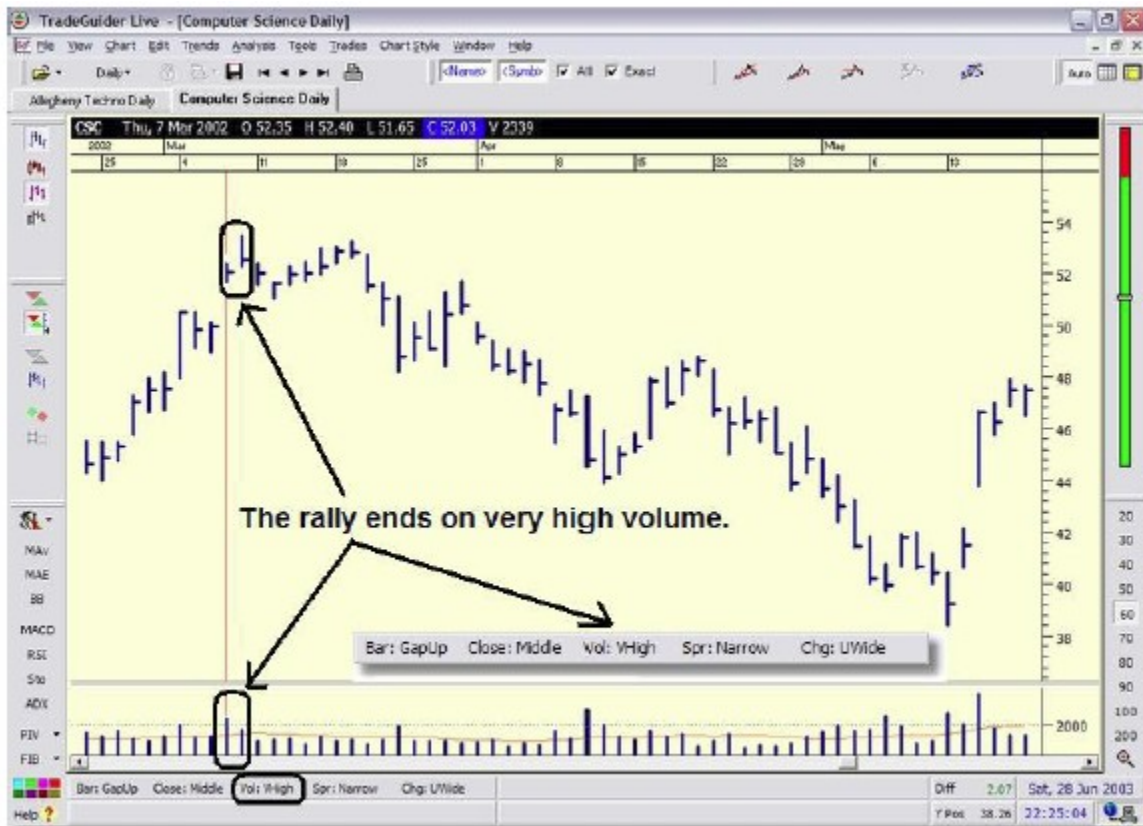 TradeGuider Live - [Computer Science Daily]
File View Chart Edit Trends Analysis Tools Trades Chart Style Window Help
Daily <Name> <Symb> All Exact Auto
Allegheny Techno Daily Computer Science Daily
CSC Thu, 7 Mar 2002 O 52.35 H 52.40 L 51.65 C 52.03 V 2339
2002 Mar Apr May
25 4 11 18 1 8 15 22 29 6 13
54
52
50
48
46
44
42
40
38
The rally ends on very high volume.
Bar: GapUp Close: Middle Vol: VHigh Spr: Narrow Chg: UWide
2000
MAv
MAE
BB
MACD
RSI
Sto
ADX
PIV
FIB
20
30
40
50
60
70
80
90
100
200
Bar: GapUp Close: Middle Vol: VHigh Spr: Narrow Chg: UWide Diff 2.07 Sat, 28 Jun 2003
Help ? Y Pos 38.26 22:25:04